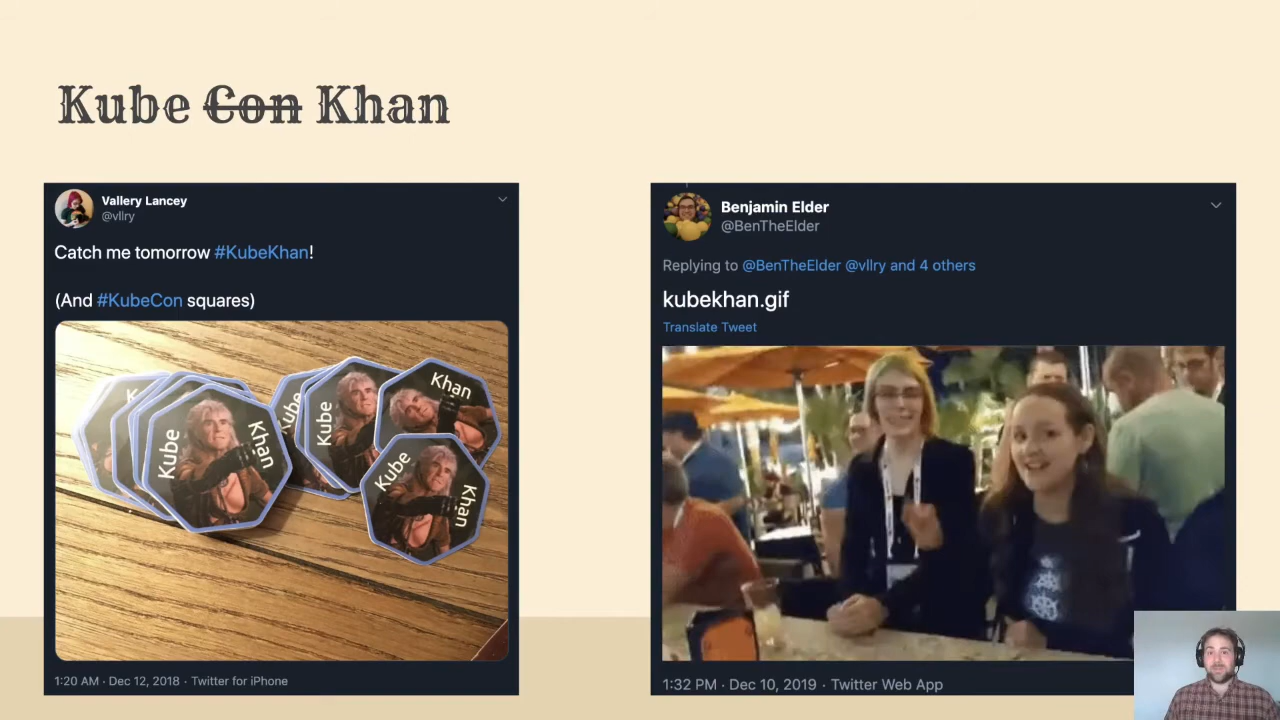 Kube Con Khan
Vallery Lancey
@vllry
Catch me tomorrow #KubeKhan!
(And #KubeCon squares)
Kube
Khan
Kube
Kube
Khan
Kube
Khan
1:20 AM · Dec 12, 2018 · Twitter for iPhone
Benjamin Elder
@BenTheElder
Replying to @BenTheElder @vllry and 4 others
kubekhan.gif
Translate Tweet
1:32 PM · Dec 10, 2019 · Twitter Web App